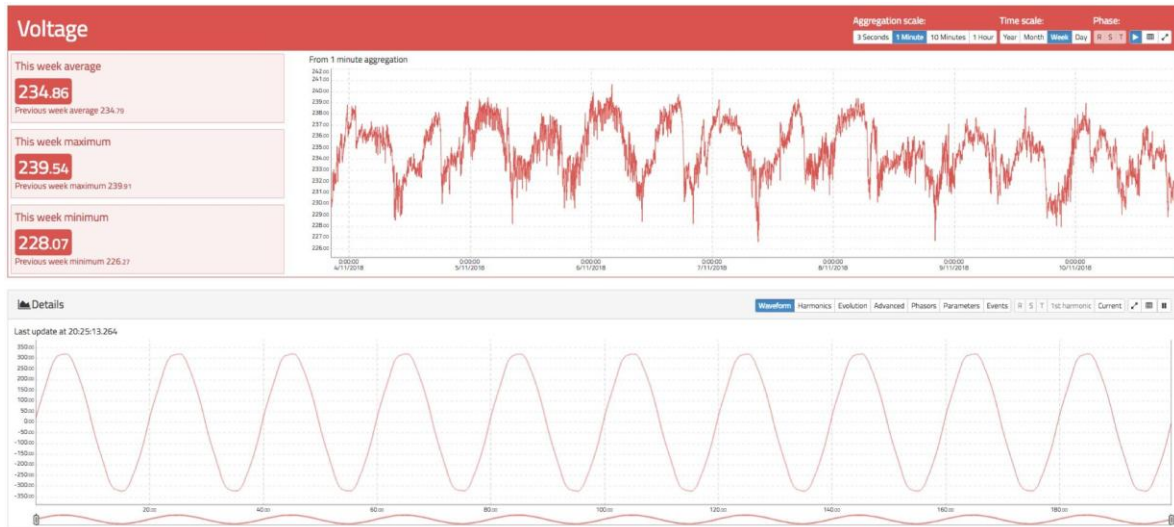 Voltage
Aggregation scale: Time scale: Phase:
3 Seconds 1 Minute 10 Minutes 1 Hour Year Month Week Day R S T
This week average
234.86
Previous week average 234.79
This week maximum
239.54
Previous week maximum 239.81
This week minimum
228.07
Previous week minimum 226.27
From 1 minute aggregation
242.00
241.00
240.00
239.00
238.00
237.00
236.00
235.00
234.00
233.00
232.00
231.00
230.00
229.00
228.00
227.00
226.00
0:00:00 0:00:00 0:00:00 0:00:00 0:00:00 0:00:00 0:00:00
4/11/2018 5/11/2018 6/11/2018 7/11/2018 8/11/2018 9/11/2018 10/11/2018
Details
Waveform Harmonics Evolution Advanced Phasors Parameters Events R S T 1st harmonic Current
Last update at 20:25:13.264
350.00
300.00
250.00
200.00
150.00
100.00
50.00
0.00
-50.00
-100.00
-150.00
-200.00
-250.00
-300.00
-350.00
20.00 40.00 60.00 80.00 100.00 120.00 140.00 160.00 180.00